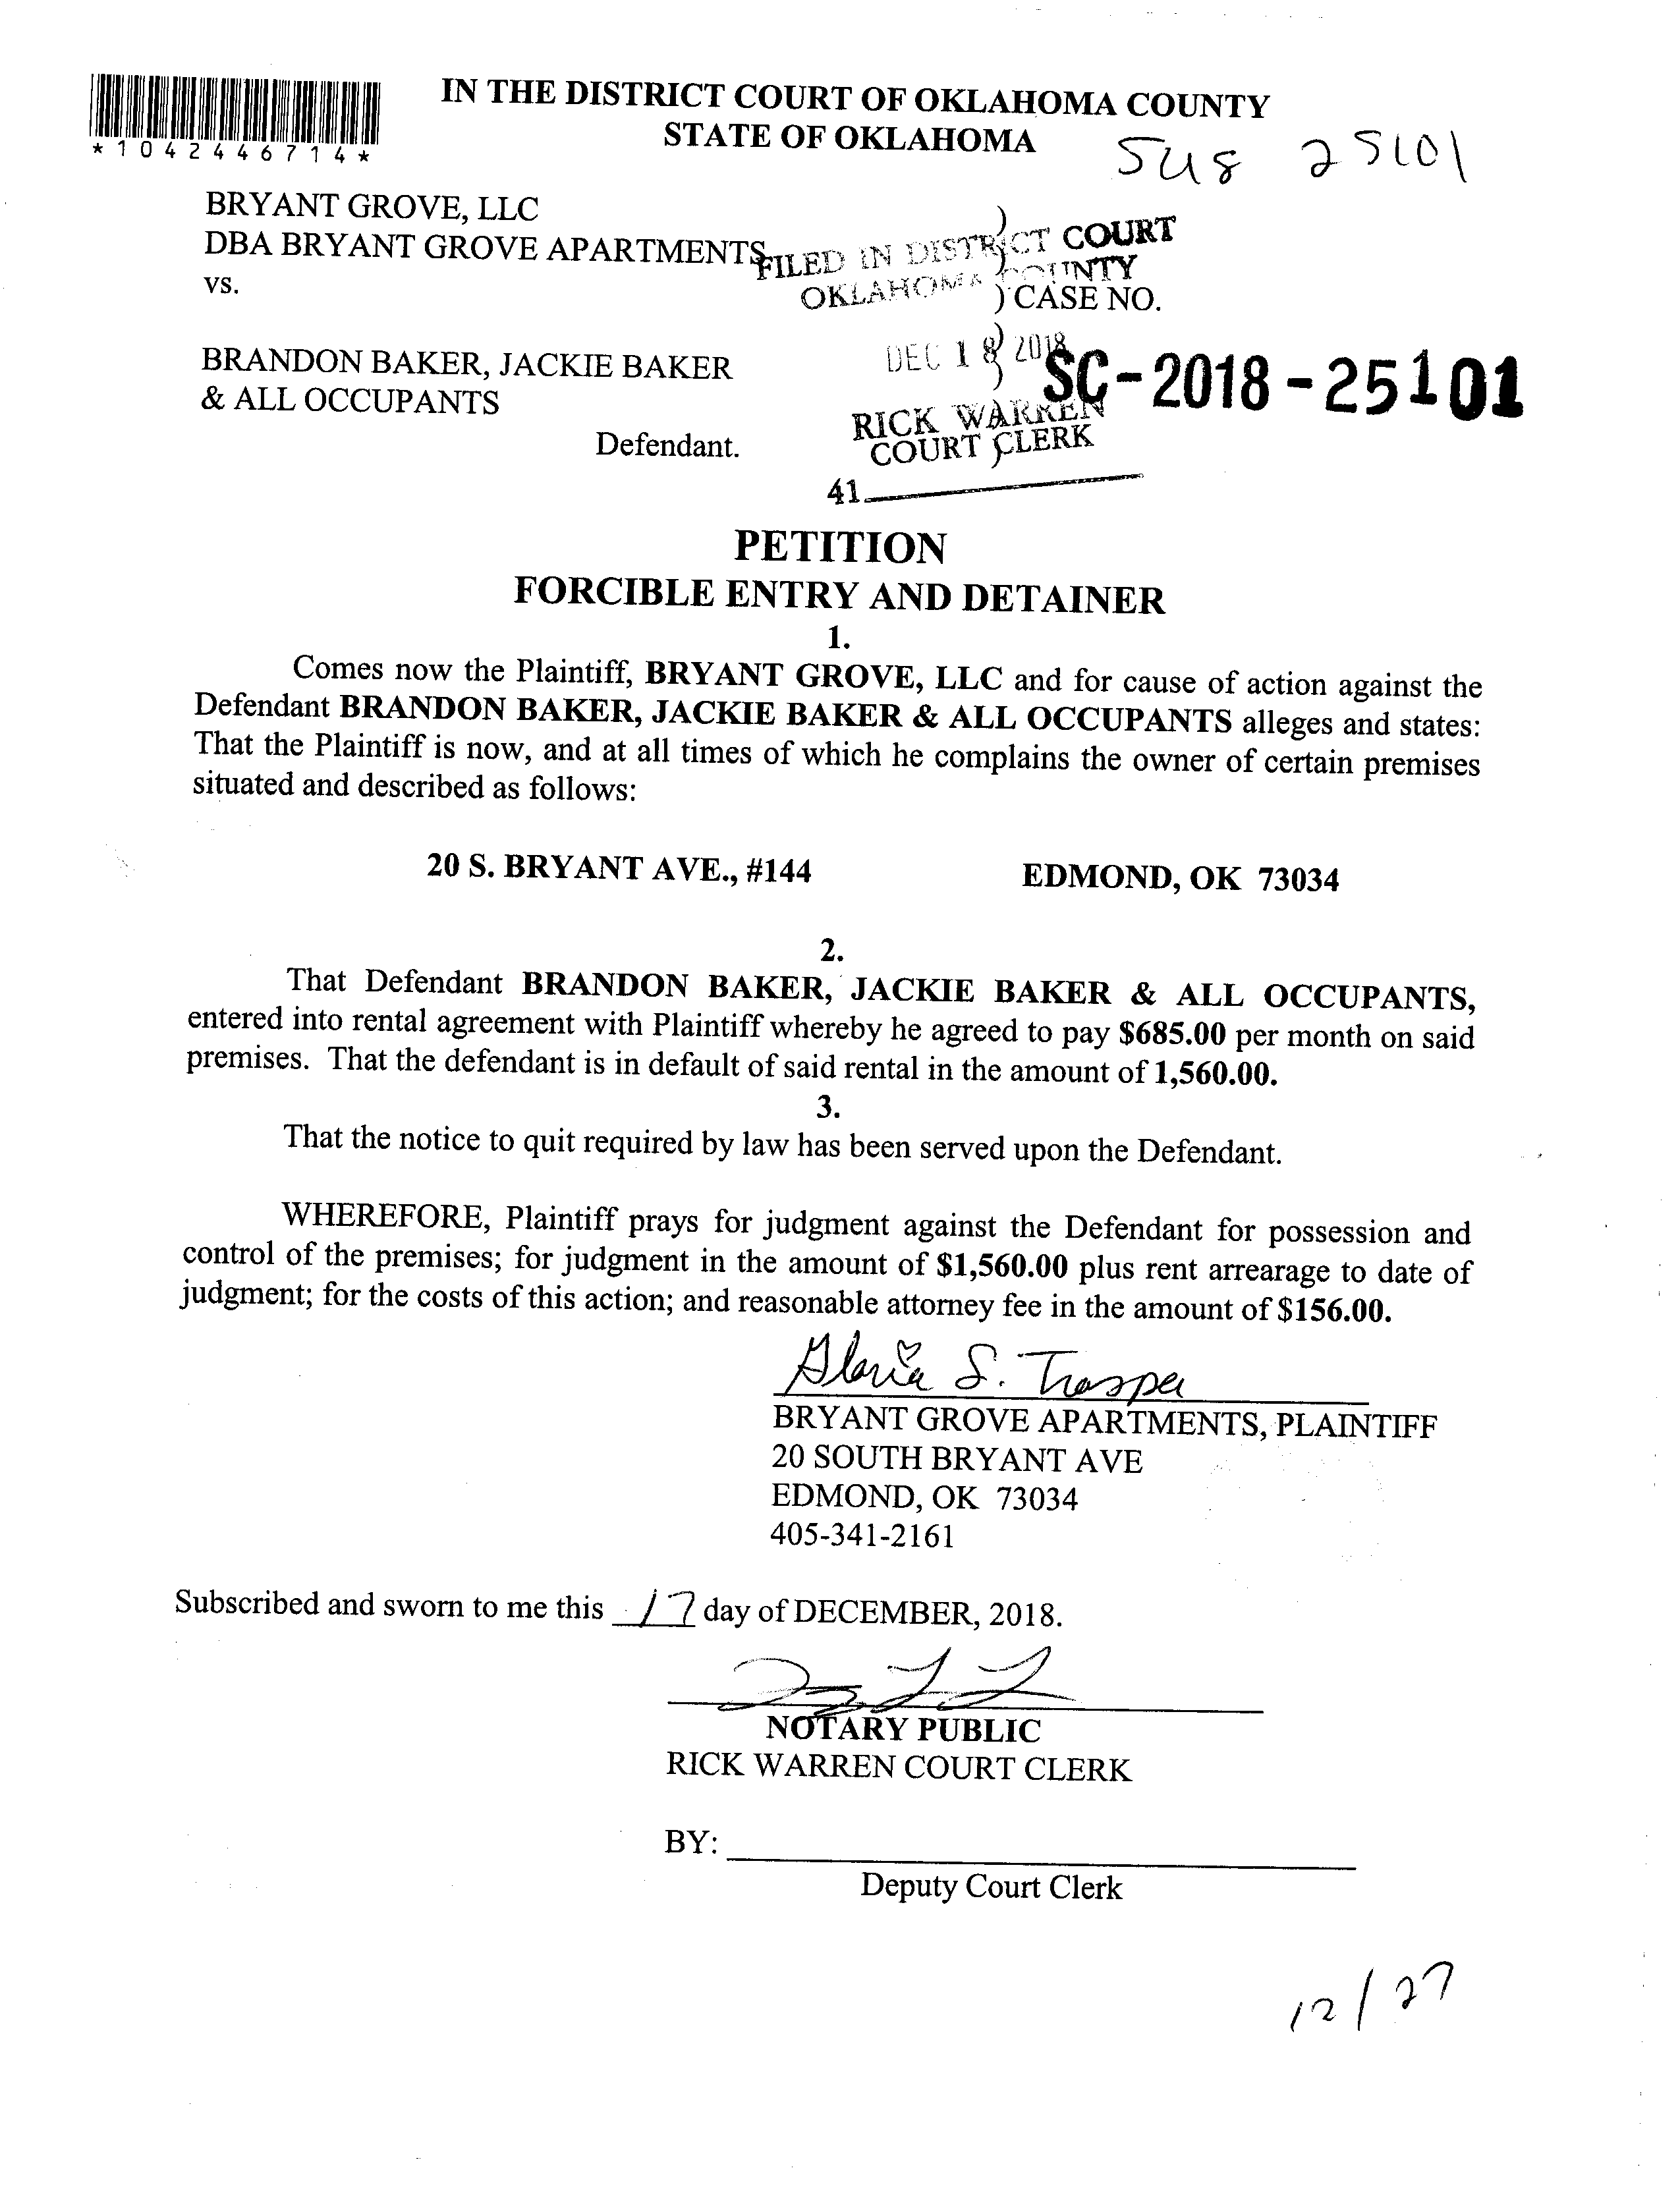 IN THE DISTRICT COURT OF OKLAHOMA COUNTY
STATE OF OKLAHOMA
*1042446714*
BRYANT GROVE, LLC
DBA BRYANT GROVE APARTMENTS
vs.
)
)
) CASE NO.
FILED IN DISTRICT COURT
OKLAHOMA COUNTY
DEC 18 2018
SC-2018-25101
RICK WARREN
COURT CLERK
41
BRANDON BAKER, JACKIE BAKER
& ALL OCCUPANTS
Defendant.
PETITION
FORCIBLE ENTRY AND DETAINER
1.
Comes now the Plaintiff, BRYANT GROVE, LLC and for cause of action against the
Defendant BRANDON BAKER, JACKIE BAKER & ALL OCCUPANTS alleges and states:
That the Plaintiff is now, and at all times of which he complains the owner of certain premises
situated and described as follows:
20 S. BRYANT AVE., #144 EDMOND, OK 73034
2.
That Defendant BRANDON BAKER, JACKIE BAKER & ALL OCCUPANTS,
entered into rental agreement with Plaintiff whereby he agreed to pay $685.00 per month on said
premises. That the defendant is in default of said rental in the amount of 1,560.00.
3.
That the notice to quit required by law has been served upon the Defendant.
WHEREFORE, Plaintiff prays for judgment against the Defendant for possession and
control of the premises; for judgment in the amount of $1,560.00 plus rent arrearage to date of
judgment; for the costs of this action; and reasonable attorney fee in the amount of $156.00.
Gloria S. Trosper
BRYANT GROVE APARTMENTS, PLAINTIFF
20 SOUTH BRYANT AVE
EDMOND, OK 73034
405-341-2161
Subscribed and sworn to me this 17 day of DECEMBER, 2018.
NOTARY PUBLIC
RICK WARREN COURT CLERK
BY:
Deputy Court Clerk
12/27